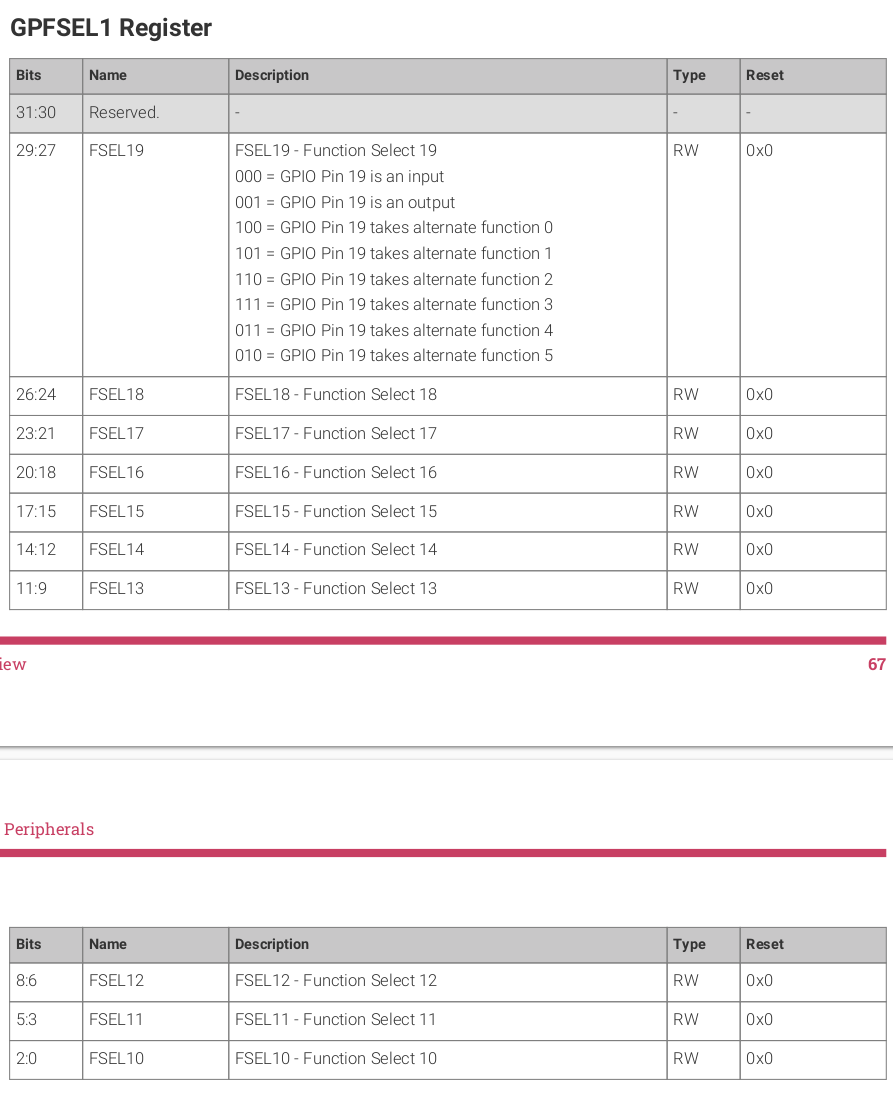 GPFSEL1 Register
Bits Name Description Type Reset
31:30 Reserved. - - -
29:27 FSEL19 FSEL19 - Function Select 19 RW 0x0
000 = GPIO Pin 19 is an input
001 = GPIO Pin 19 is an output
100 = GPIO Pin 19 takes alternate function 0
101 = GPIO Pin 19 takes alternate function 1
110 = GPIO Pin 19 takes alternate function 2
111 = GPIO Pin 19 takes alternate function 3
011 = GPIO Pin 19 takes alternate function 4
010 = GPIO Pin 19 takes alternate function 5
26:24 FSEL18 FSEL18 - Function Select 18 RW 0x0
23:21 FSEL17 FSEL17 - Function Select 17 RW 0x0
20:18 FSEL16 FSEL16 - Function Select 16 RW 0x0
17:15 FSEL15 FSEL15 - Function Select 15 RW 0x0
14:12 FSEL14 FSEL14 - Function Select 14 RW 0x0
11:9 FSEL13 FSEL13 - Function Select 13 RW 0x0
iew 67
Peripherals
Bits Name Description Type Reset
8:6 FSEL12 FSEL12 - Function Select 12 RW 0x0
5:3 FSEL11 FSEL11 - Function Select 11 RW 0x0
2:0 FSEL10 FSEL10 - Function Select 10 RW 0x0